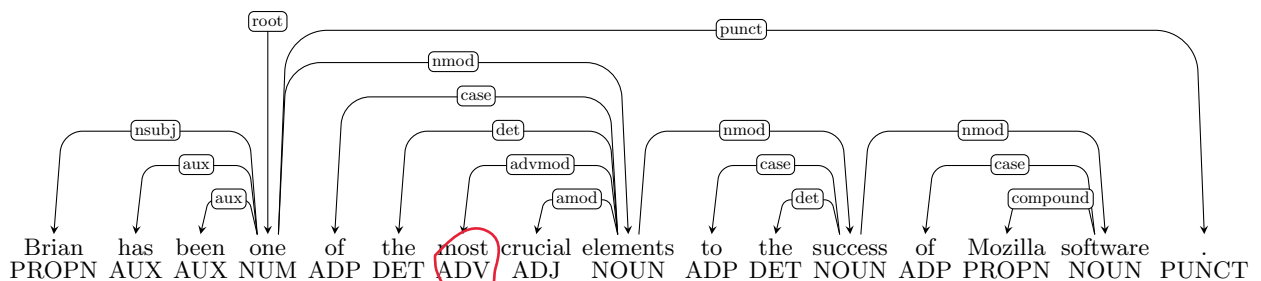 root
punct
nmod
case
nsubj det nmod nmod
aux advmod case case
aux amod det compound
Brian has been one of the most crucial elements to the success of Mozilla software .
PROPN AUX AUX NUM ADP DET ADV ADJ NOUN ADP DET NOUN ADP PROPN NOUN PUNCT